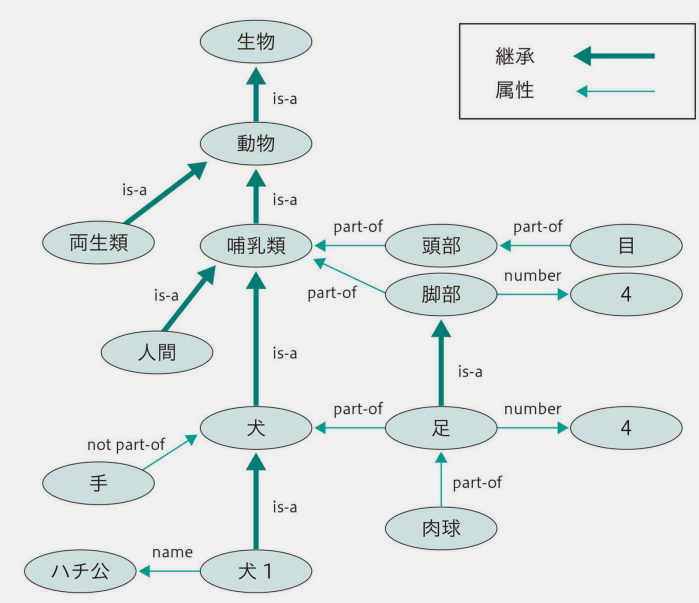 生物
継承
属性
is-a
動物
is-a
is-a
両生類
哺乳類
part-of
頭部
part-of
目
part-of
脚部
number
4
is-a
人間
is-a
is-a
犬
part-of
足
number
4
not part-of
手
part-of
肉球
is-a
name
ハチ公
犬1